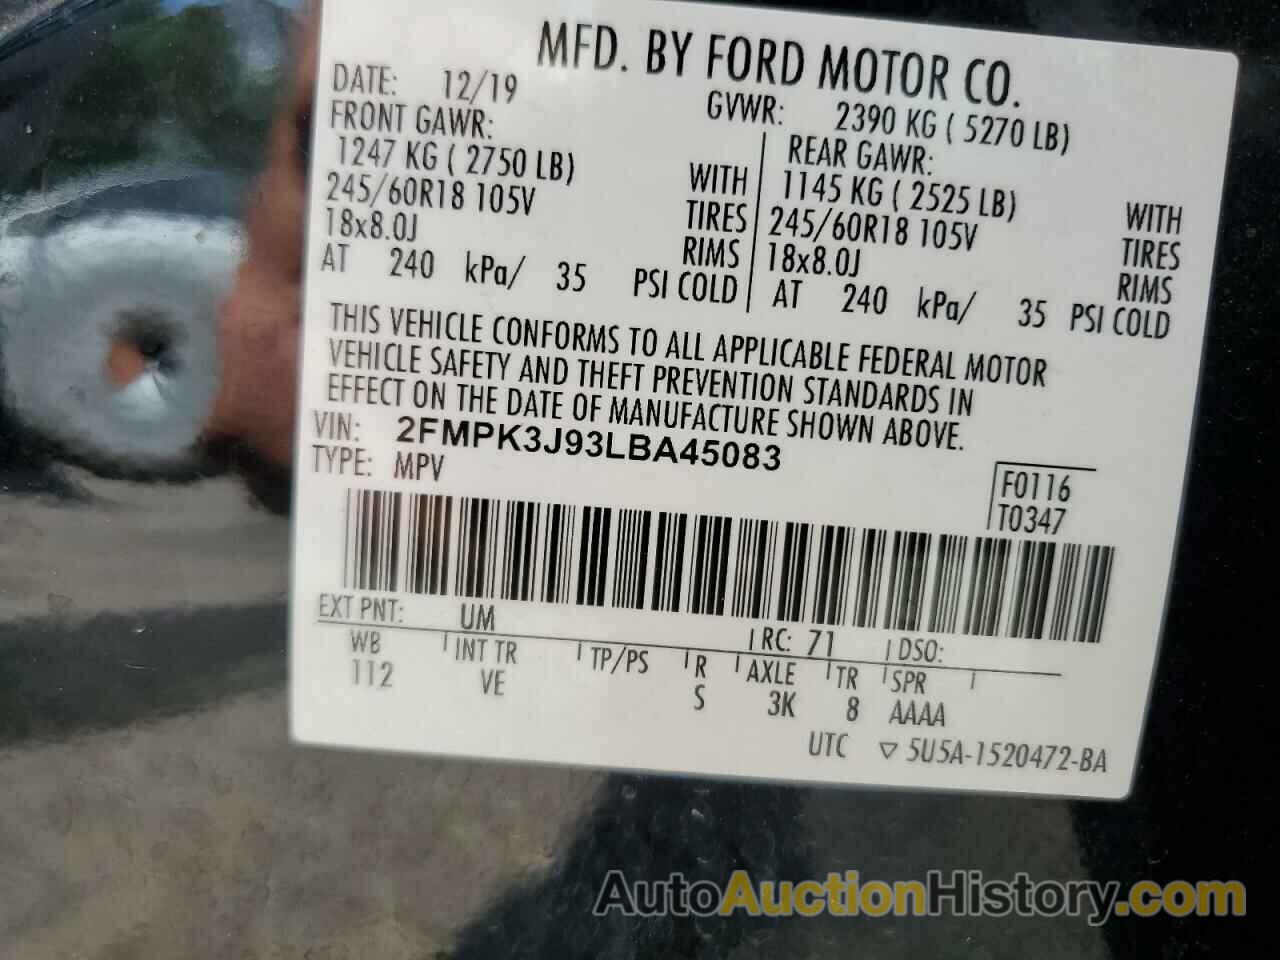 MFD. BY FORD MOTOR CO.
DATE: 12/19 GVWR: 2390 KG ( 5270 LB)
FRONT GAWR: REAR GAWR:
1247 KG ( 2750 LB) WITH 1145 KG ( 2525 LB) WITH
245/60R18 105V TIRES 245/60R18 105V TIRES
18x8.0J RIMS 18x8.0J RIMS
AT 240 kPa/ 35 PSI COLD AT 240 kPa/ 35 PSI COLD
THIS VEHICLE CONFORMS TO ALL APPLICABLE FEDERAL MOTOR
VEHICLE SAFETY AND THEFT PREVENTION STANDARDS IN
EFFECT ON THE DATE OF MANUFACTURE SHOWN ABOVE.
VIN: 2FMPK3J93LBA45083
TYPE: MPV
F0116
T0347
EXT PNT: UM RC: 71 DSO:
WB INT TR TP/PS R AXLE TR SPR
112 VE S 3K 8 AAAA
UTC ▽ 5U5A-1520472-BA
AutoAuctionHistory.com